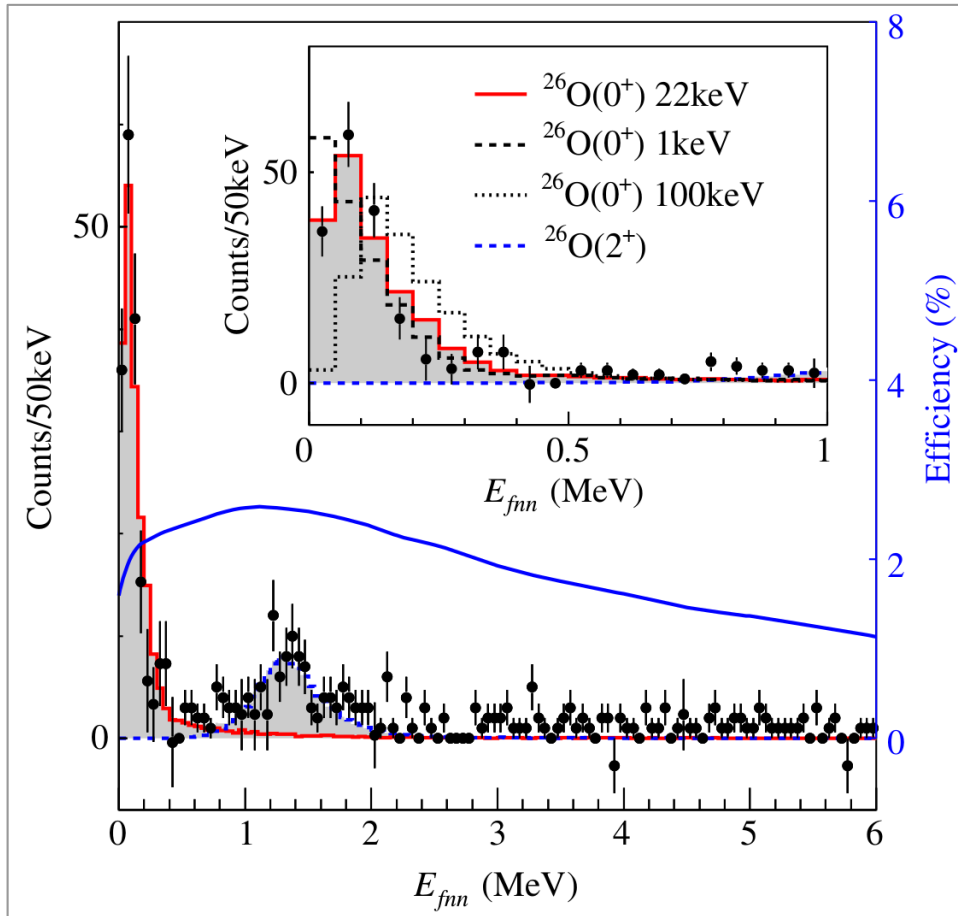 8
²⁶O(0⁺) 22keV
²⁶O(0⁺) 1keV
²⁶O(0⁺) 100keV
²⁶O(2⁺)
50
0
Counts/50keV
0 0.5 1
E_fnn (MeV)
50
0
Counts/50keV
6
4
2
0
Efficiency (%)
0 1 2 3 4 5 6
E_fnn (MeV)